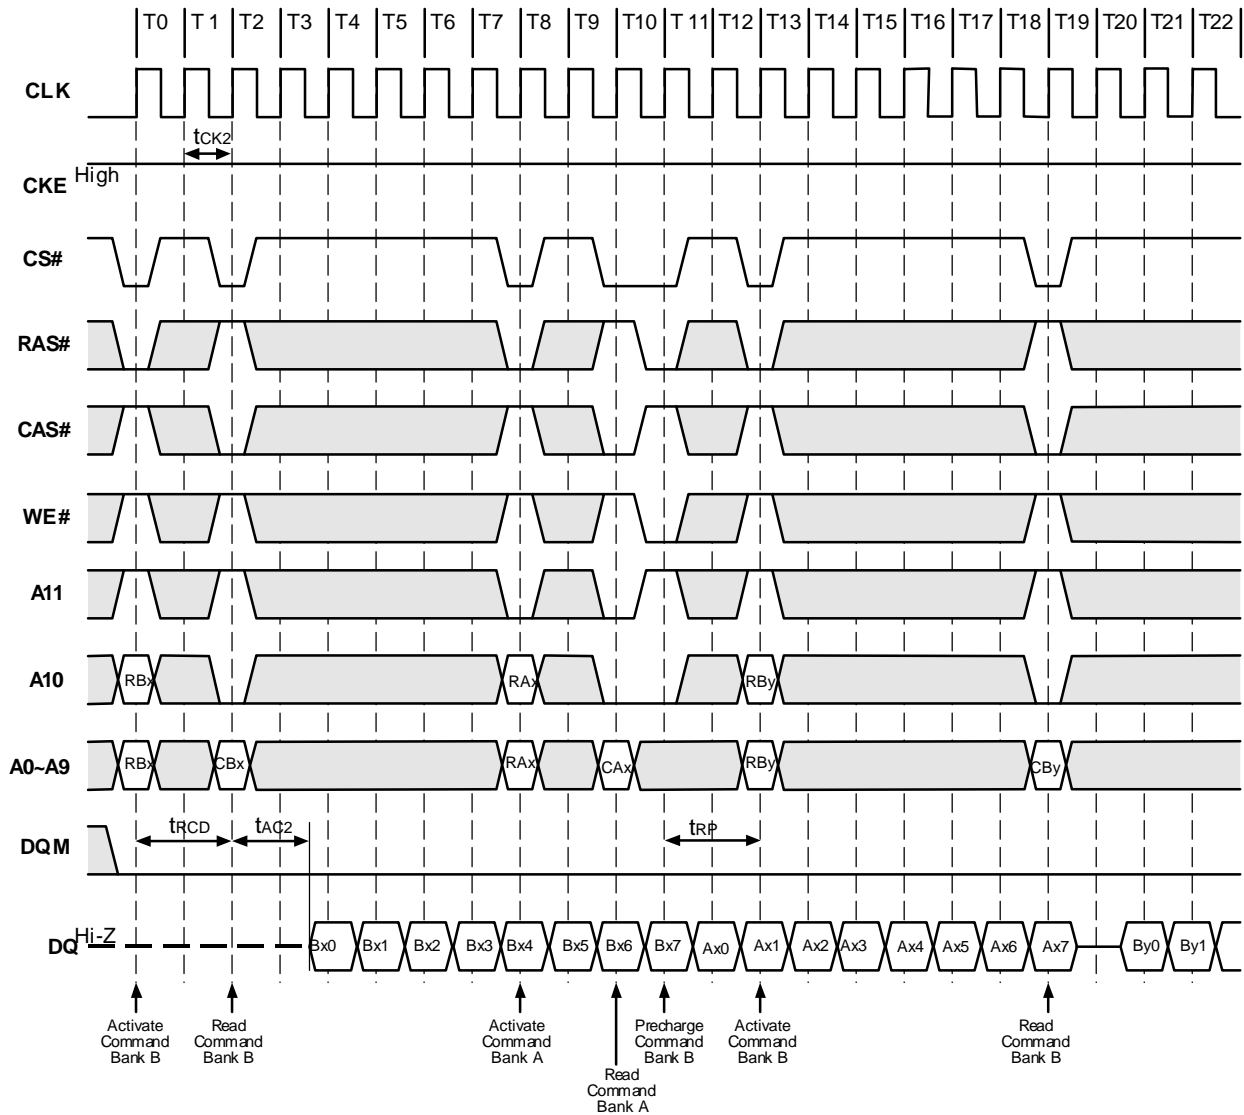 T0 T 1 T2 T3 T4 T5 T6 T7 T8 T9 T10 T 11 T12 T13 T14 T15 T16 T17 T18 T19 T20 T21 T22
CLK
tCK2
CKE High
CS#
RAS#
CAS#
WE#
A11
A10 RBx RAx RBy
A0~A9 RBx CBx RAx CAx RBy CBy
tRCD tAC2 tRP
DQM
DQ Hi-Z Bx0 Bx1 Bx2 Bx3 Bx4 Bx5 Bx6 Bx7 Ax0 Ax1 Ax2 Ax3 Ax4 Ax5 Ax6 Ax7 By0 By1
Activate
Command
Bank B
Read
Command
Bank B
Activate
Command
Bank A
Read
Command
Bank A
Precharge
Command
Bank B
Activate
Command
Bank B
Read
Command
Bank B